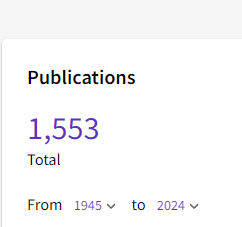 Publications
1,553
Total
From 1945 to 2024